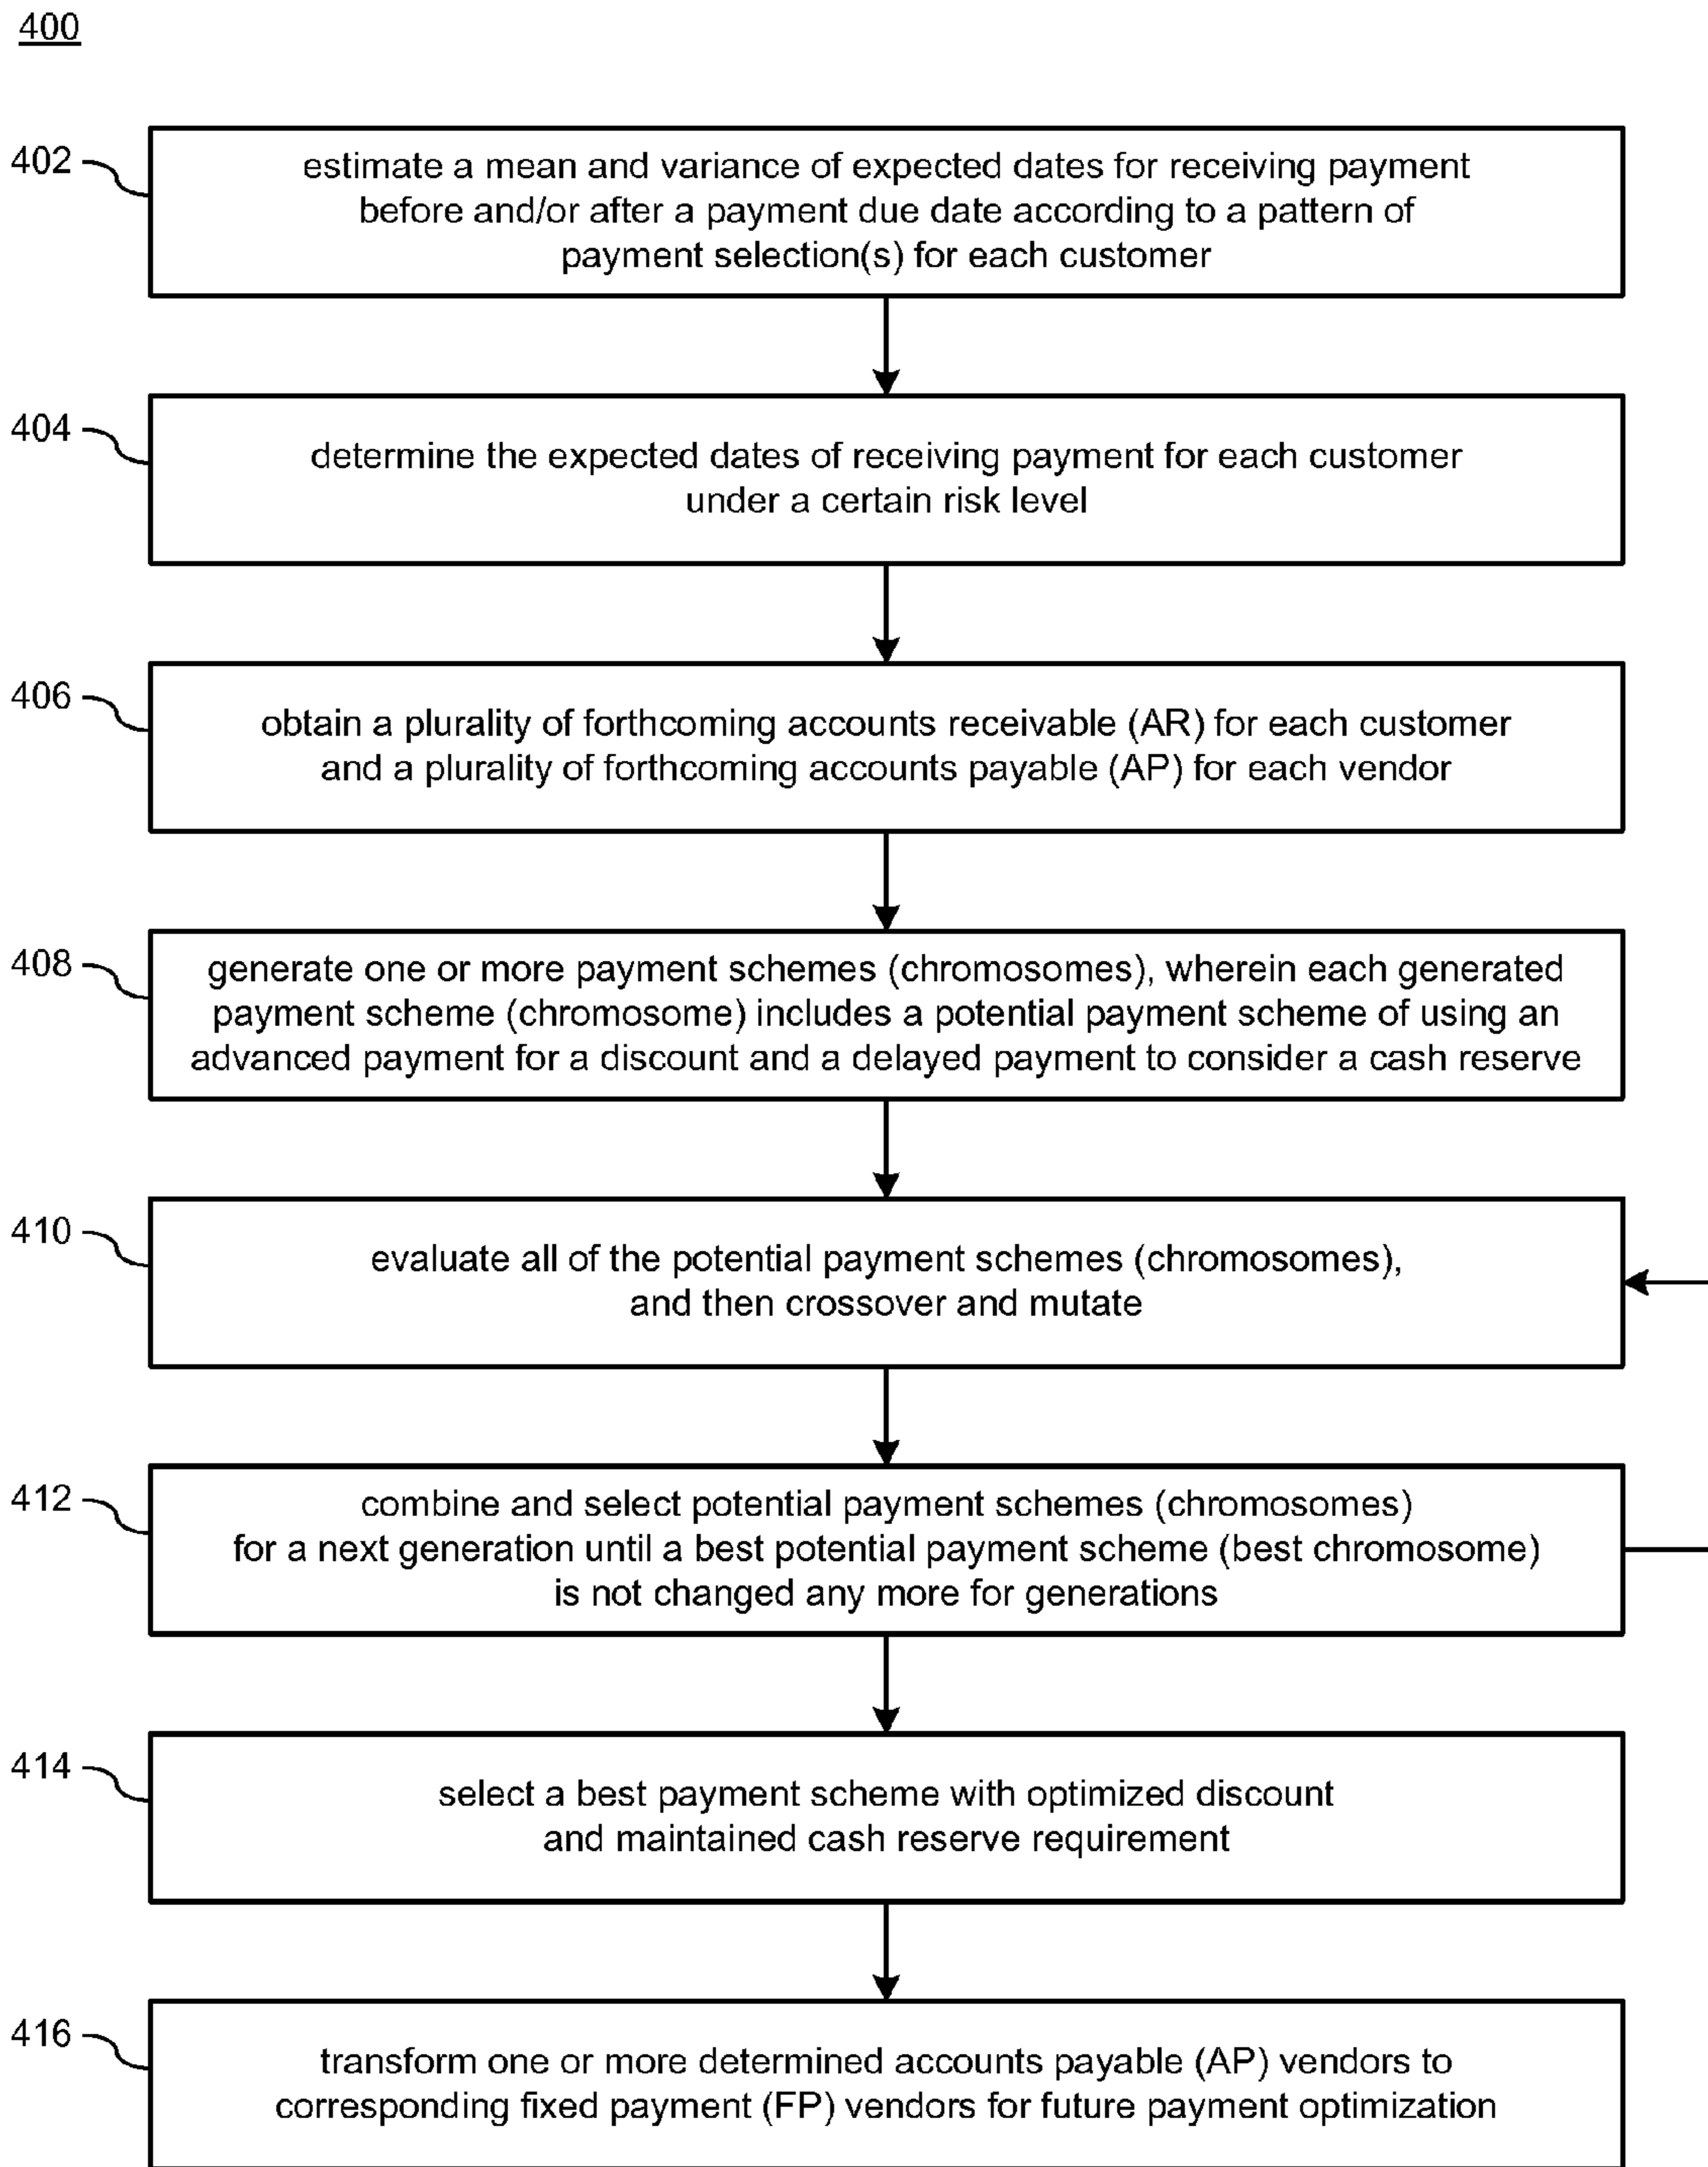 400
402
estimate a mean and variance of expected dates for receiving payment
before and/or after a payment due date according to a pattern of
payment selection(s) for each customer
404
determine the expected dates of receiving payment for each customer
under a certain risk level
406
obtain a plurality of forthcoming accounts receivable (AR) for each customer
and a plurality of forthcoming accounts payable (AP) for each vendor
408
generate one or more payment schemes (chromosomes), wherein each generated
payment scheme (chromosome) includes a potential payment scheme of using an
advanced payment for a discount and a delayed payment to consider a cash reserve
410
evaluate all of the potential payment schemes (chromosomes),
and then crossover and mutate
412
combine and select potential payment schemes (chromosomes)
for a next generation until a best potential payment scheme (best chromosome)
is not changed any more for generations
414
select a best payment scheme with optimized discount
and maintained cash reserve requirement
416
transform one or more determined accounts payable (AP) vendors to
corresponding fixed payment (FP) vendors for future payment optimization